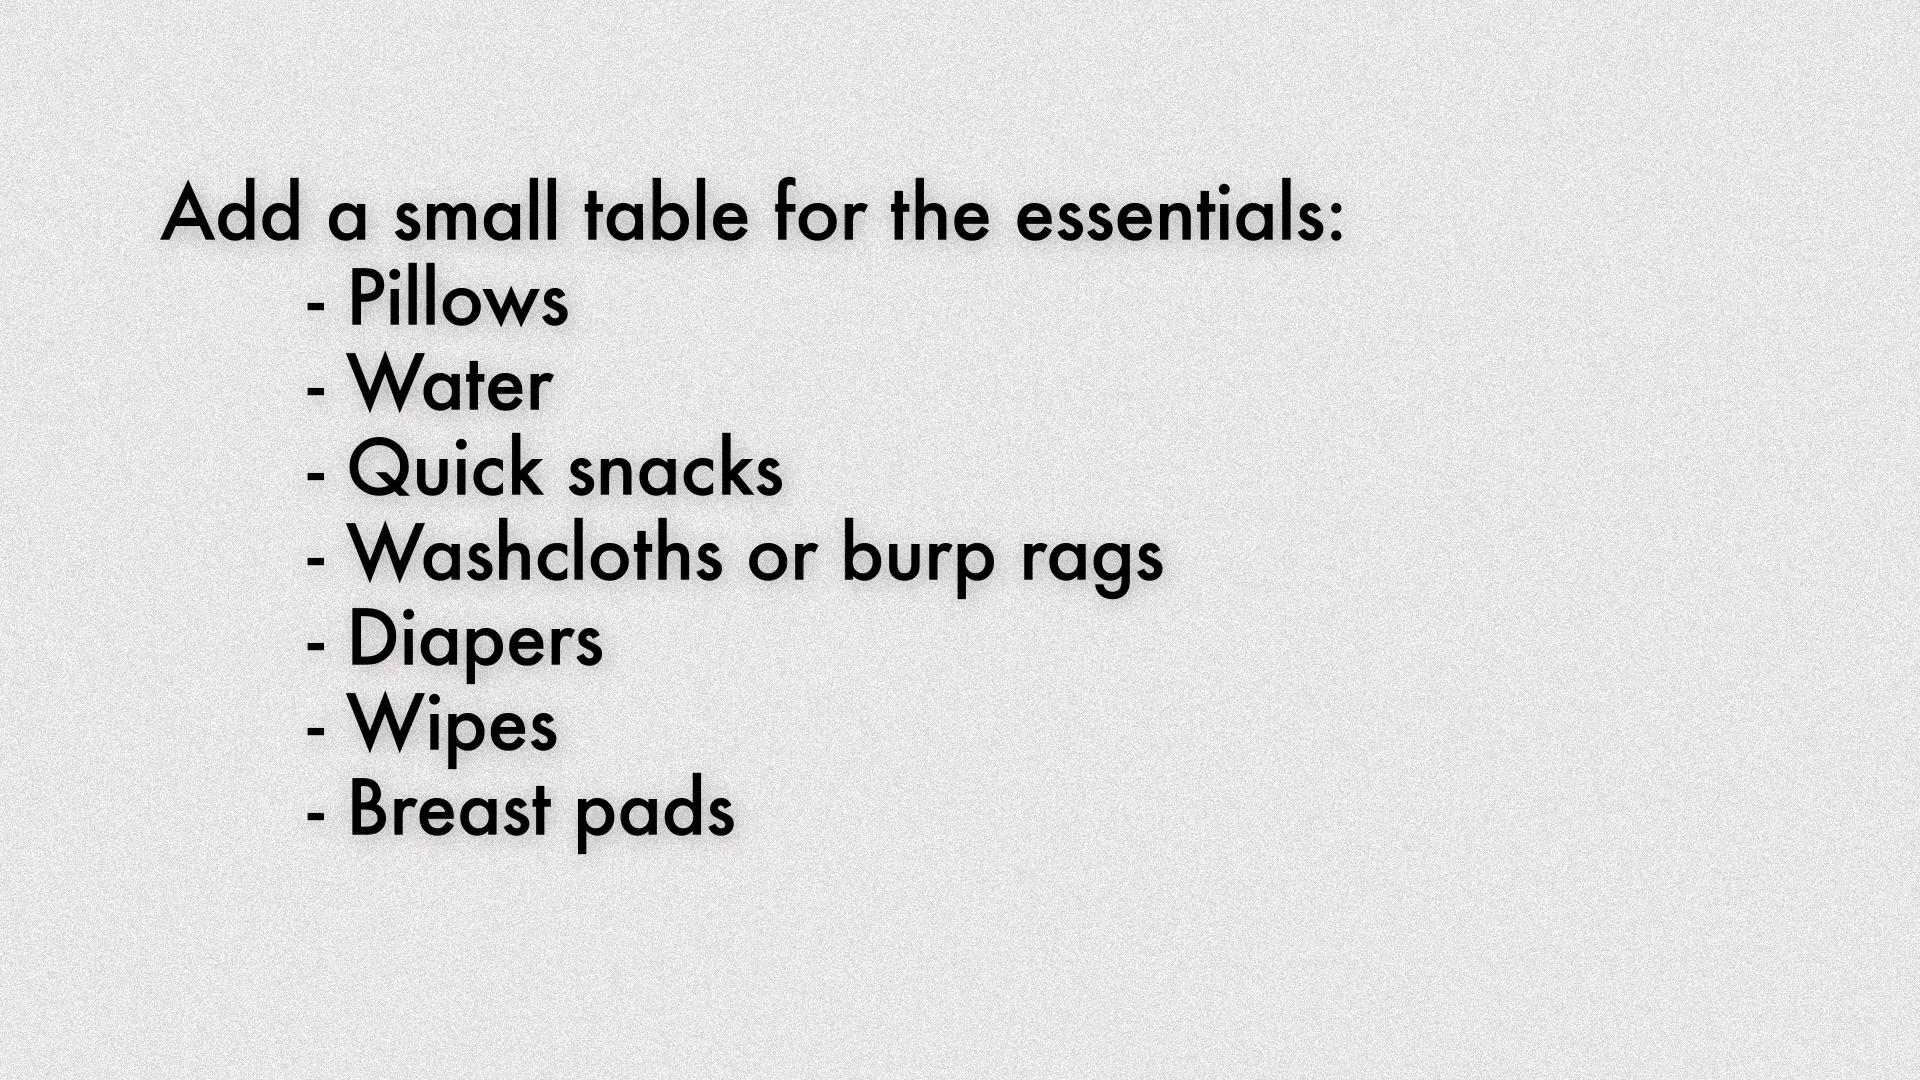 Add a small table for the essentials:
- Pillows
- Water
- Quick snacks
- Washcloths or burp rags
- Diapers
- Wipes
- Breast pads